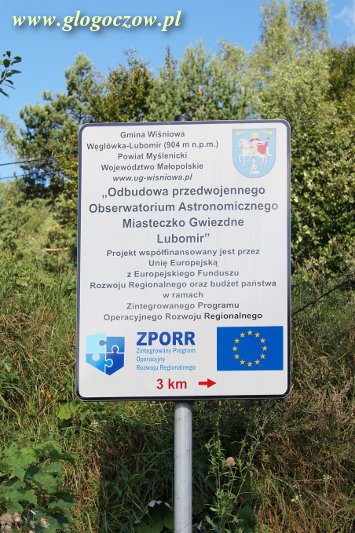 www.glogoczow.pl
Gmina Wiśniowa
Węglówka-Lubomir (904 m n.p.m.)
Powiat Myślenicki
Województwo Małopolskie
www.ug-wisniowa.pl
„Odbudowa przedwojennego
Obserwatorium Astronomicznego
Miasteczko Gwiezdne
Lubomir”
Projekt współfinansowany jest przez
Unię Europejską
z Europejskiego Funduszu
Rozwoju Regionalnego oraz budżet państwa
w ramach
Zintegrowanego Programu
Operacyjnego Rozwoju Regionalnego
ZPORR
Zintegrowany Program
Operacyjny
Rozwoju Regionalnego
3 km